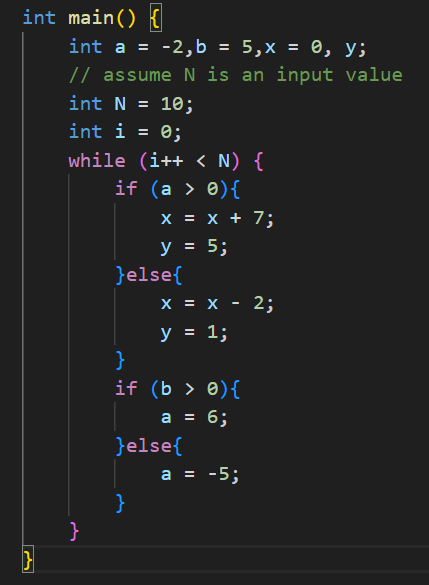 int main() {
int a = -2,b = 5,x = 0, y;
// assume N is an input value
int N = 10;
int i = 0;
while (i++ < N) {
if (a > 0){
x = x + 7;
y = 5;
}else{
x = x - 2;
y = 1;
}
if (b > 0){
a = 6;
}else{
a = -5;
}
}
}